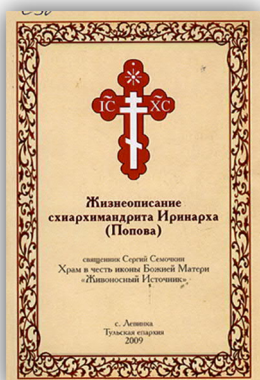 IC XC
Жизнеописание
схиархимандрита Иринарха
(Попова)
священник Сергий Семочкин
Храм в честь иконы Божией Матери
«Живоносный Источник»
Тульская епархия
2009